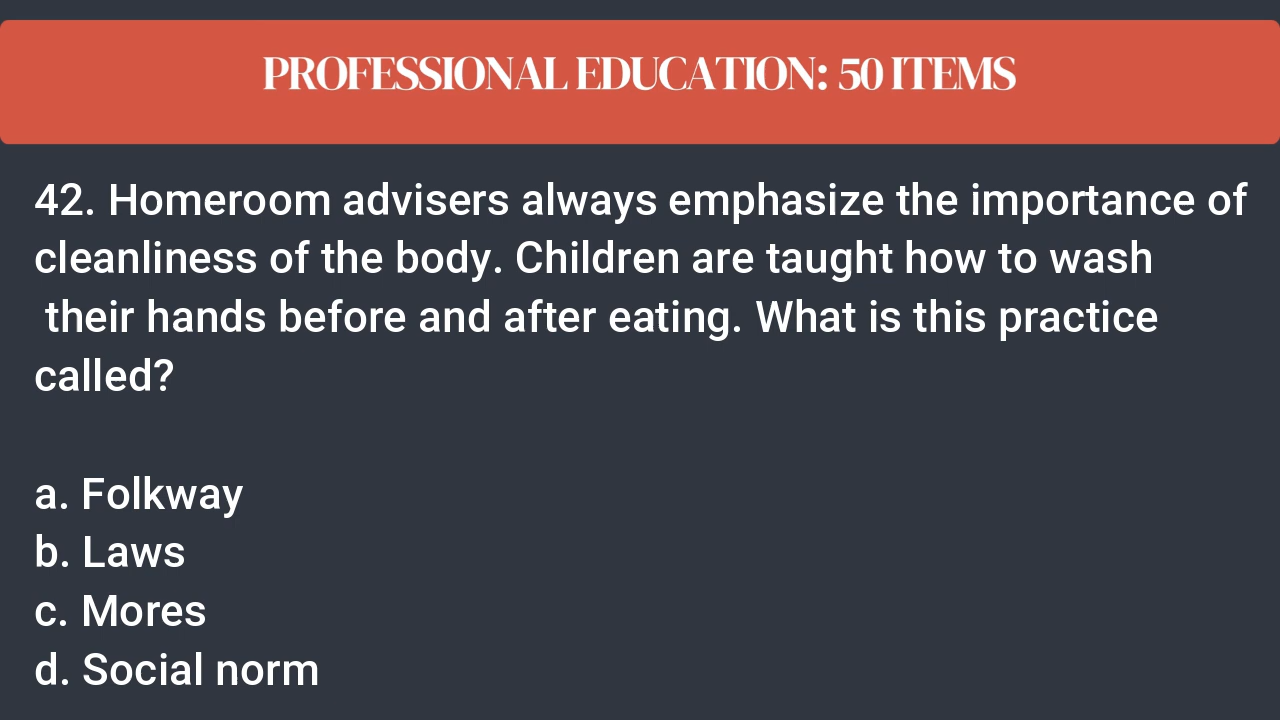 PROFESSIONAL EDUCATION: 50 ITEMS
42. Homeroom advisers always emphasize the importance of
cleanliness of the body. Children are taught how to wash
their hands before and after eating. What is this practice
called?
a. Folkway
b. Laws
c. Mores
d. Social norm